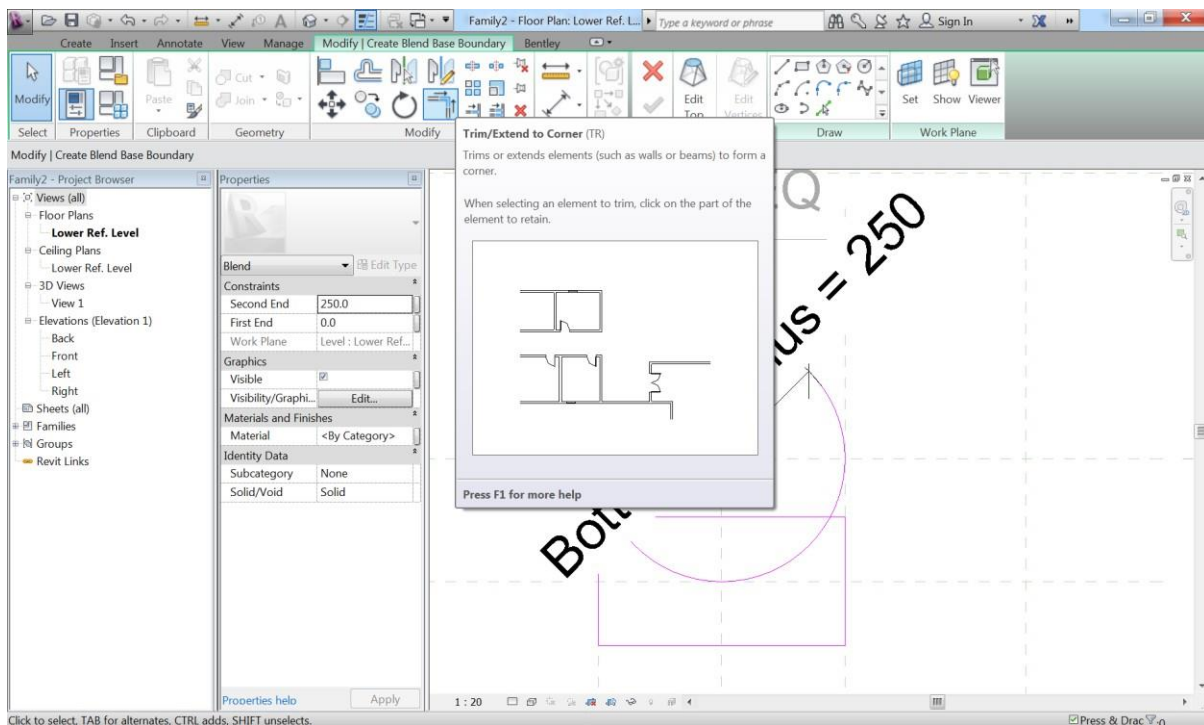 Family2 - Floor Plan: Lower Ref. L...
Type a keyword or phrase
Sign In
Create Insert Annotate View Manage Modify | Create Blend Base Boundary Bentley
Modify
Paste
Cut
Join
Edit Top
Edit Vertices
Set Show Viewer
Select Properties Clipboard Geometry Modify Draw Work Plane
Modify | Create Blend Base Boundary
Trim/Extend to Corner (TR)
Trims or extends elements (such as walls or beams) to form a
corner.
When selecting an element to trim, click on the part of the
element to retain.
Press F1 for more help
Family2 - Project Browser
Views (all)
Floor Plans
Lower Ref. Level
Ceiling Plans
Lower Ref. Level
3D Views
View 1
Elevations (Elevation 1)
Back
Front
Left
Right
Sheets (all)
Families
Groups
Revit Links
Properties
Blend
Edit Type
Constraints
Second End 250.0
First End 0.0
Work Plane Level : Lower Ref...
Graphics
Visible
Visibility/Graphi... Edit...
Materials and Finishes
Material <By Category>
Identity Data
Subcategory None
Solid/Void Solid
Properties help
Apply
Q
Bott
us = 250
1 : 20
Click to select, TAB for alternates, CTRL adds, SHIFT unselects.
Press & Drag
:0